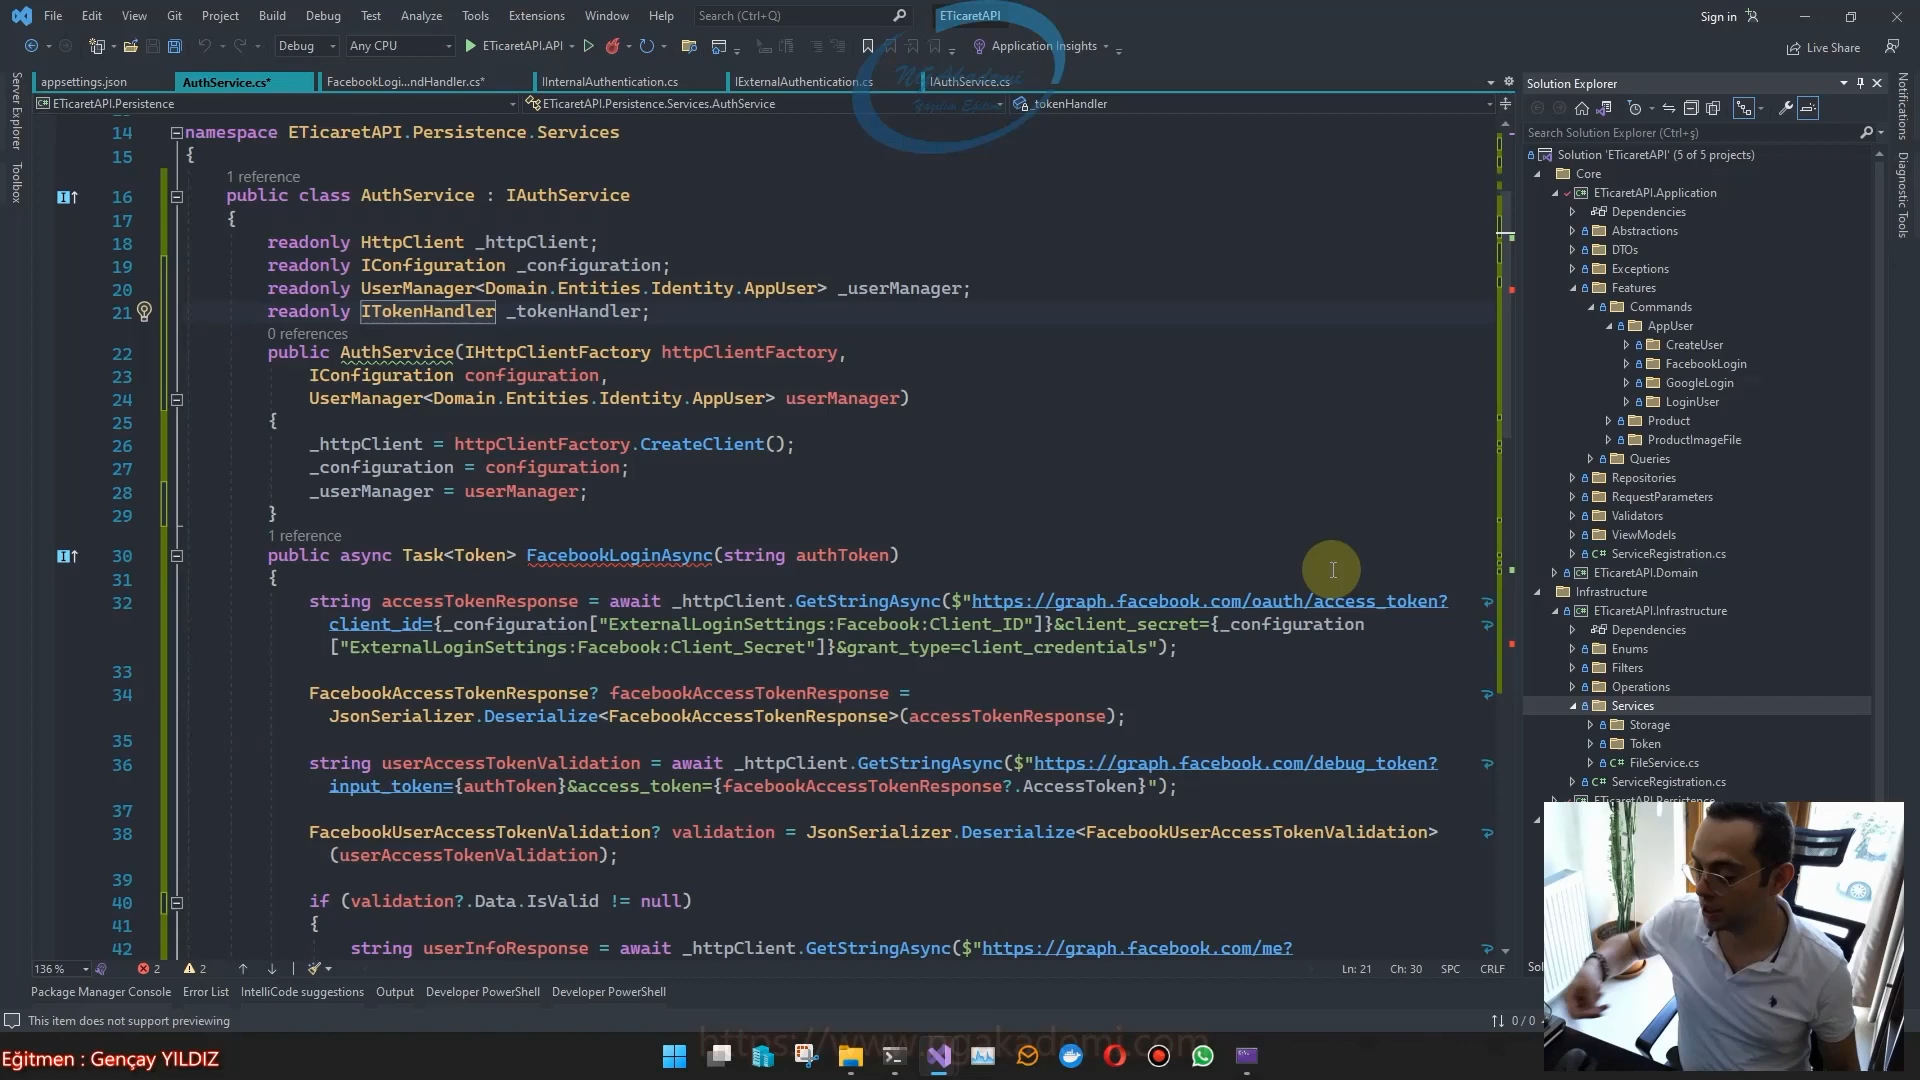 File Edit View Git Project Build Debug Test Analyze Tools Extensions Window Help Search (Ctrl+Q) ETicaretAPI Sign in
Debug Any CPU ETicaretAPI.API Application Insights Live Share
appsettings.json AuthService.cs* FacebookLogi...ndHandler.cs* IInternalAuthentication.cs IExternalAuthentication.cs IAuthService.cs
ETicaretAPI.Persistence ETicaretAPI.Persistence.Services.AuthService _tokenHandler
Server Explorer
Toolbox
14 namespace ETicaretAPI.Persistence.Services
15 {
1 reference
16 public class AuthService : IAuthService
17 {
18 readonly HttpClient _httpClient;
19 readonly IConfiguration _configuration;
20 readonly UserManager<Domain.Entities.Identity.AppUser> _userManager;
21 readonly ITokenHandler _tokenHandler;
0 references
22 public AuthService(IHttpClientFactory httpClientFactory,
23 IConfiguration configuration,
24 UserManager<Domain.Entities.Identity.AppUser> userManager)
25 {
26 _httpClient = httpClientFactory.CreateClient();
27 _configuration = configuration;
28 _userManager = userManager;
29 }
1 reference
30 public async Task<Token> FacebookLoginAsync(string authToken)
31 {
32 string accessTokenResponse = await _httpClient.GetStringAsync($"https://graph.facebook.com/oauth/access_token?
client_id={_configuration["ExternalLoginSettings:Facebook:Client_ID"]}&client_secret={_configuration
["ExternalLoginSettings:Facebook:Client_Secret"]}&grant_type=client_credentials");
33
34 FacebookAccessTokenResponse? facebookAccessTokenResponse =
JsonSerializer.Deserialize<FacebookAccessTokenResponse>(accessTokenResponse);
35
36 string userAccessTokenValidation = await _httpClient.GetStringAsync($"https://graph.facebook.com/debug_token?
input_token={authToken}&access_token={facebookAccessTokenResponse?.AccessToken}");
37
38 FacebookUserAccessTokenValidation? validation = JsonSerializer.Deserialize<FacebookUserAccessTokenValidation>
(userAccessTokenValidation);
39
40 if (validation?.Data.IsValid != null)
41 {
42 string userInfoResponse = await _httpClient.GetStringAsync($"https://graph.facebook.com/me?
136 % 2 2 Ln: 21 Ch: 30 SPC CRLF
Package Manager Console Error List IntelliCode suggestions Output Developer PowerShell Developer PowerShell
This item does not support previewing 0 / 0
Eğitmen : Gençay YILDIZ
Solution Explorer
Search Solution Explorer (Ctrl+ş)
Solution 'ETicaretAPI' (5 of 5 projects)
Core
ETicaretAPI.Application
Dependencies
Abstractions
DTOs
Exceptions
Features
Commands
AppUser
CreateUser
FacebookLogin
GoogleLogin
LoginUser
Product
ProductImageFile
Queries
Repositories
RequestParameters
Validators
ViewModels
ServiceRegistration.cs
ETicaretAPI.Domain
Infrastructure
ETicaretAPI.Infrastructure
Dependencies
Enums
Filters
Operations
Services
Storage
Token
FileService.cs
ServiceRegistration.cs
ETicaretAPI.Persistence
Notifications
Diagnostic Tools